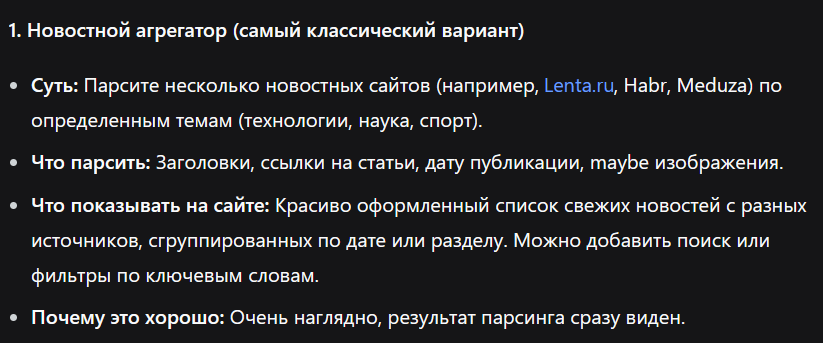 1. Новостной агрегатор (самый классический вариант)
• Суть: Парсите несколько новостных сайтов (например, Lenta.ru, Habr, Meduza) по
определенным темам (технологии, наука, спорт).
• Что парсить: Заголовки, ссылки на статьи, дату публикации, maybe изображения.
• Что показывать на сайте: Красиво оформленный список свежих новостей с разных
источников, сгруппированных по дате или разделу. Можно добавить поиск или
фильтры по ключевым словам.
• Почему это хорошо: Очень наглядно, результат парсинга сразу виден.